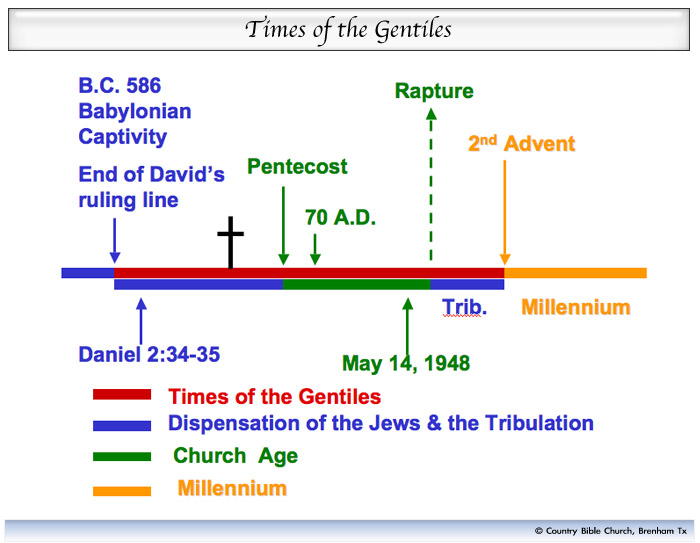 Times of the Gentiles
B.C. 586
Babylonian
Captivity
End of David's
ruling line
Pentecost
70 A.D.
Rapture
2nd Advent
Trib.
Millennium
Daniel 2:34-35
May 14, 1948
Times of the Gentiles
Dispensation of the Jews & the Tribulation
Church Age
Millennium
© Country Bible Church, Brenham Tx